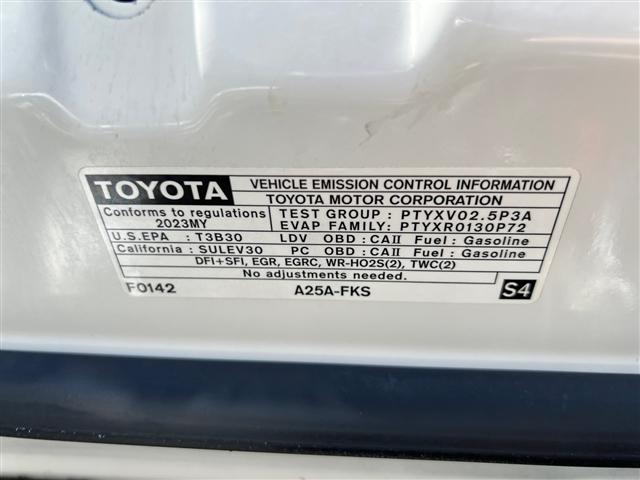 TOYOTA VEHICLE EMISSION CONTROL INFORMATION
TOYOTA MOTOR CORPORATION
Conforms to regulations TEST GROUP : PTYXV02.5P3A
2023MY EVAP FAMILY: PTYXR0130P72
U.S.EPA : T3B30 LDV OBD : CAII Fuel : Gasoline
California : SULEV30 PC OBD : CAII Fuel : Gasoline
DFI+SFI, EGR, EGRC, WR-HO2S(2), TWC(2)
No adjustments needed.
F0142 A25A-FKS S4